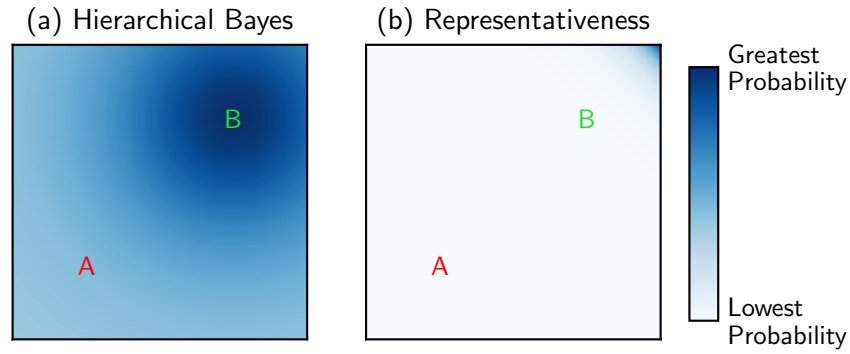 (a) Hierarchical Bayes
(b) Representativeness
B
A
B
A
Greatest
Probability
Lowest
Probability